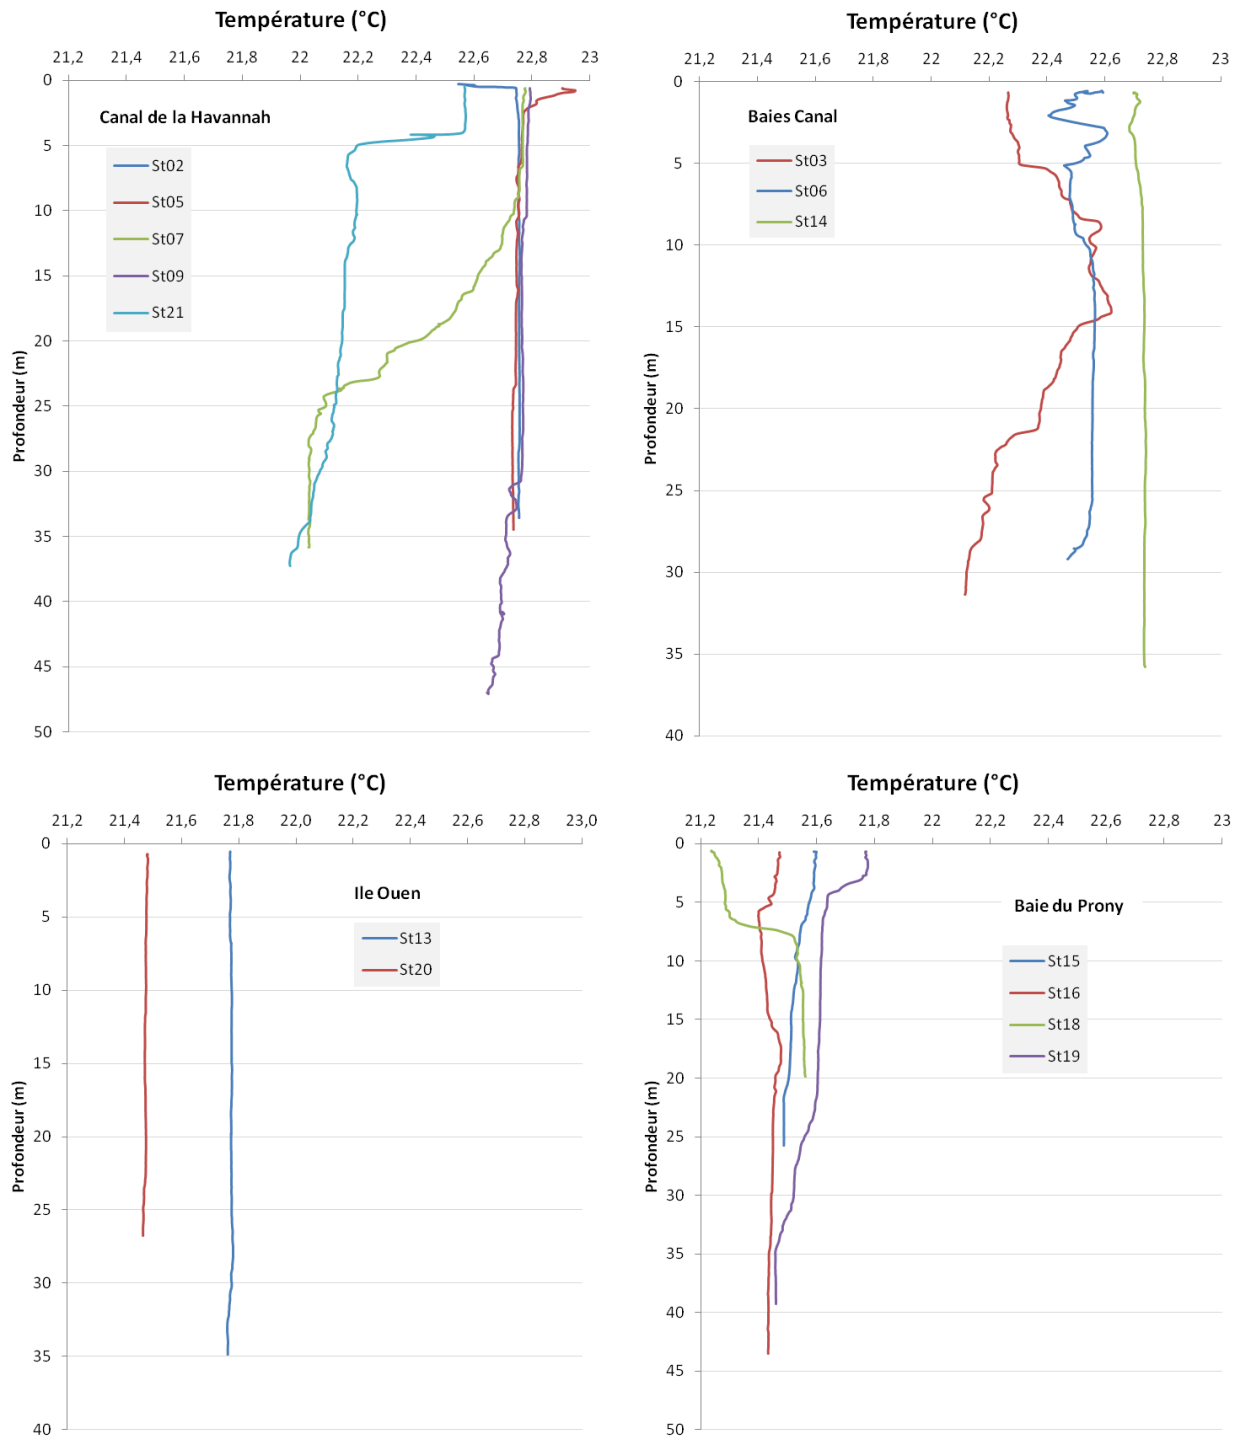 Température (°C)
21,2 21,4 21,6 21,8 22 22,2 22,4 22,6 22,8 23
0
5
10
15
20
25
30
35
40
45
50
Profondeur (m)
Canal de la Havannah
St02
St05
St07
St09
St21
Température (°C)
21,2 21,4 21,6 21,8 22 22,2 22,4 22,6 22,8 23
0
5
10
15
20
25
30
35
40
Profondeur (m)
Baies Canal
St03
St06
St14
Température (°C)
21,2 21,4 21,6 21,8 22,0 22,2 22,4 22,6 22,8 23,0
0
5
10
15
20
25
30
35
40
Profondeur (m)
Ile Ouen
St13
St20
Température (°C)
21,2 21,4 21,6 21,8 22 22,2 22,4 22,6 22,8 23
0
5
10
15
20
25
30
35
40
45
50
Profondeur (m)
Baie du Prony
St15
St16
St18
St19